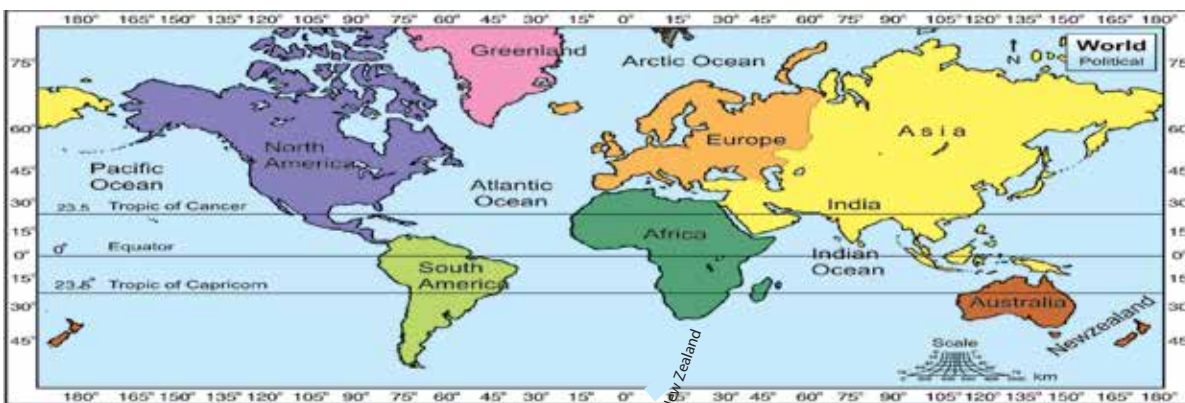 180° 165° 150° 135° 120° 105° 90° 75° 60° 45° 30° 15° 0° 15° 30° 45° 60° 75° 90° 105° 120° 135° 150° 165° 180°
Greenland
Arctic Ocean
N
World
Political
75° 75°
60° 60°
45° 45°
30° 30°
15° 15°
0° 0°
15° 15°
30° 30°
45° 45°
North
America
Europe
Asia
Pacific
Ocean
Atlantic
Ocean
23.5 Tropic of Cancer
India
Africa
0° Equator
Indian
Ocean
South
America
23.5° Tropic of Capricorn
Australia
Newzealand
New Zealand
Scale
km
180° 165° 150° 135° 120° 105° 90° 75° 60° 45° 30° 15° 0° 15° 30° 45° 60° 75° 90° 105° 120° 135° 150° 165° 180°